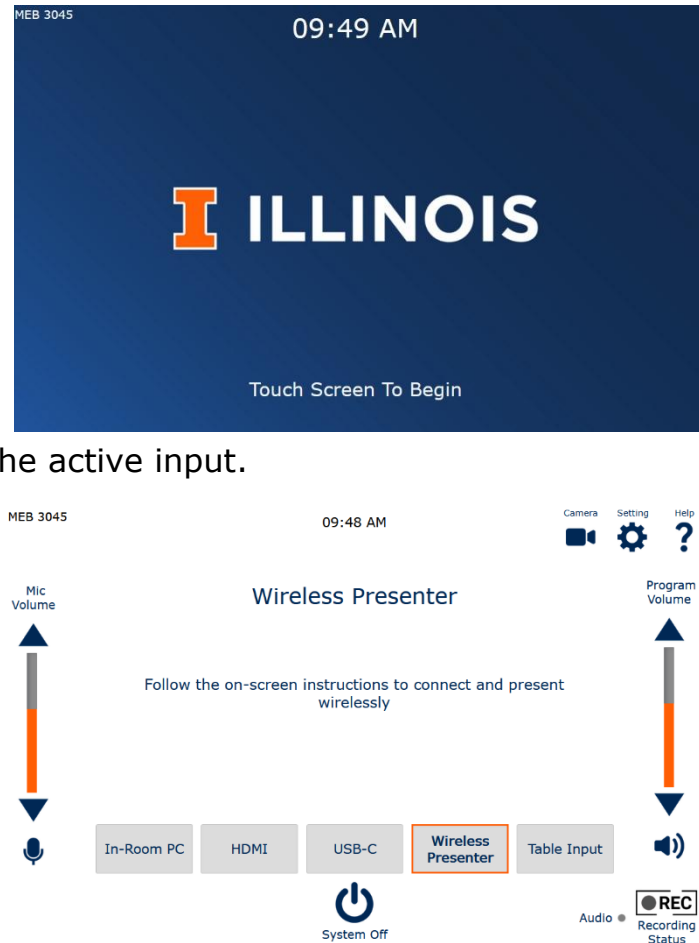 MEB 3045
09:49 AM
I ILLINOIS
Touch Screen To Begin
he active input.
MEB 3045
09:48 AM
Camera
Setting
Help
?
Mic
Volume
Wireless Presenter
Program
Volume
Follow the on-screen instructions to connect and present
wirelessly
In-Room PC
HDMI
USB-C
Wireless
Presenter
Table Input
System Off
Audio
REC
Recording
Status